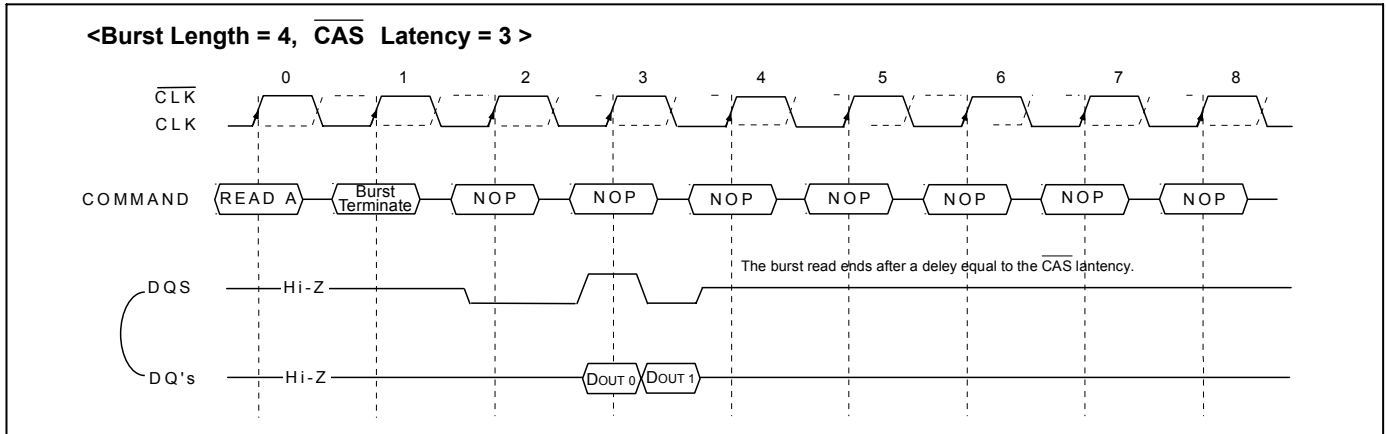 <Burst Length = 4, CAS Latency = 3 >
0 1 2 3 4 5 6 7 8
CLK
CLK
COMMAND READ A Burst Terminate NOP NOP NOP NOP NOP NOP NOP
The burst read ends after a deley equal to the CAS lantency.
DQS Hi-Z
DQ's Hi-Z DOUT 0 DOUT 1